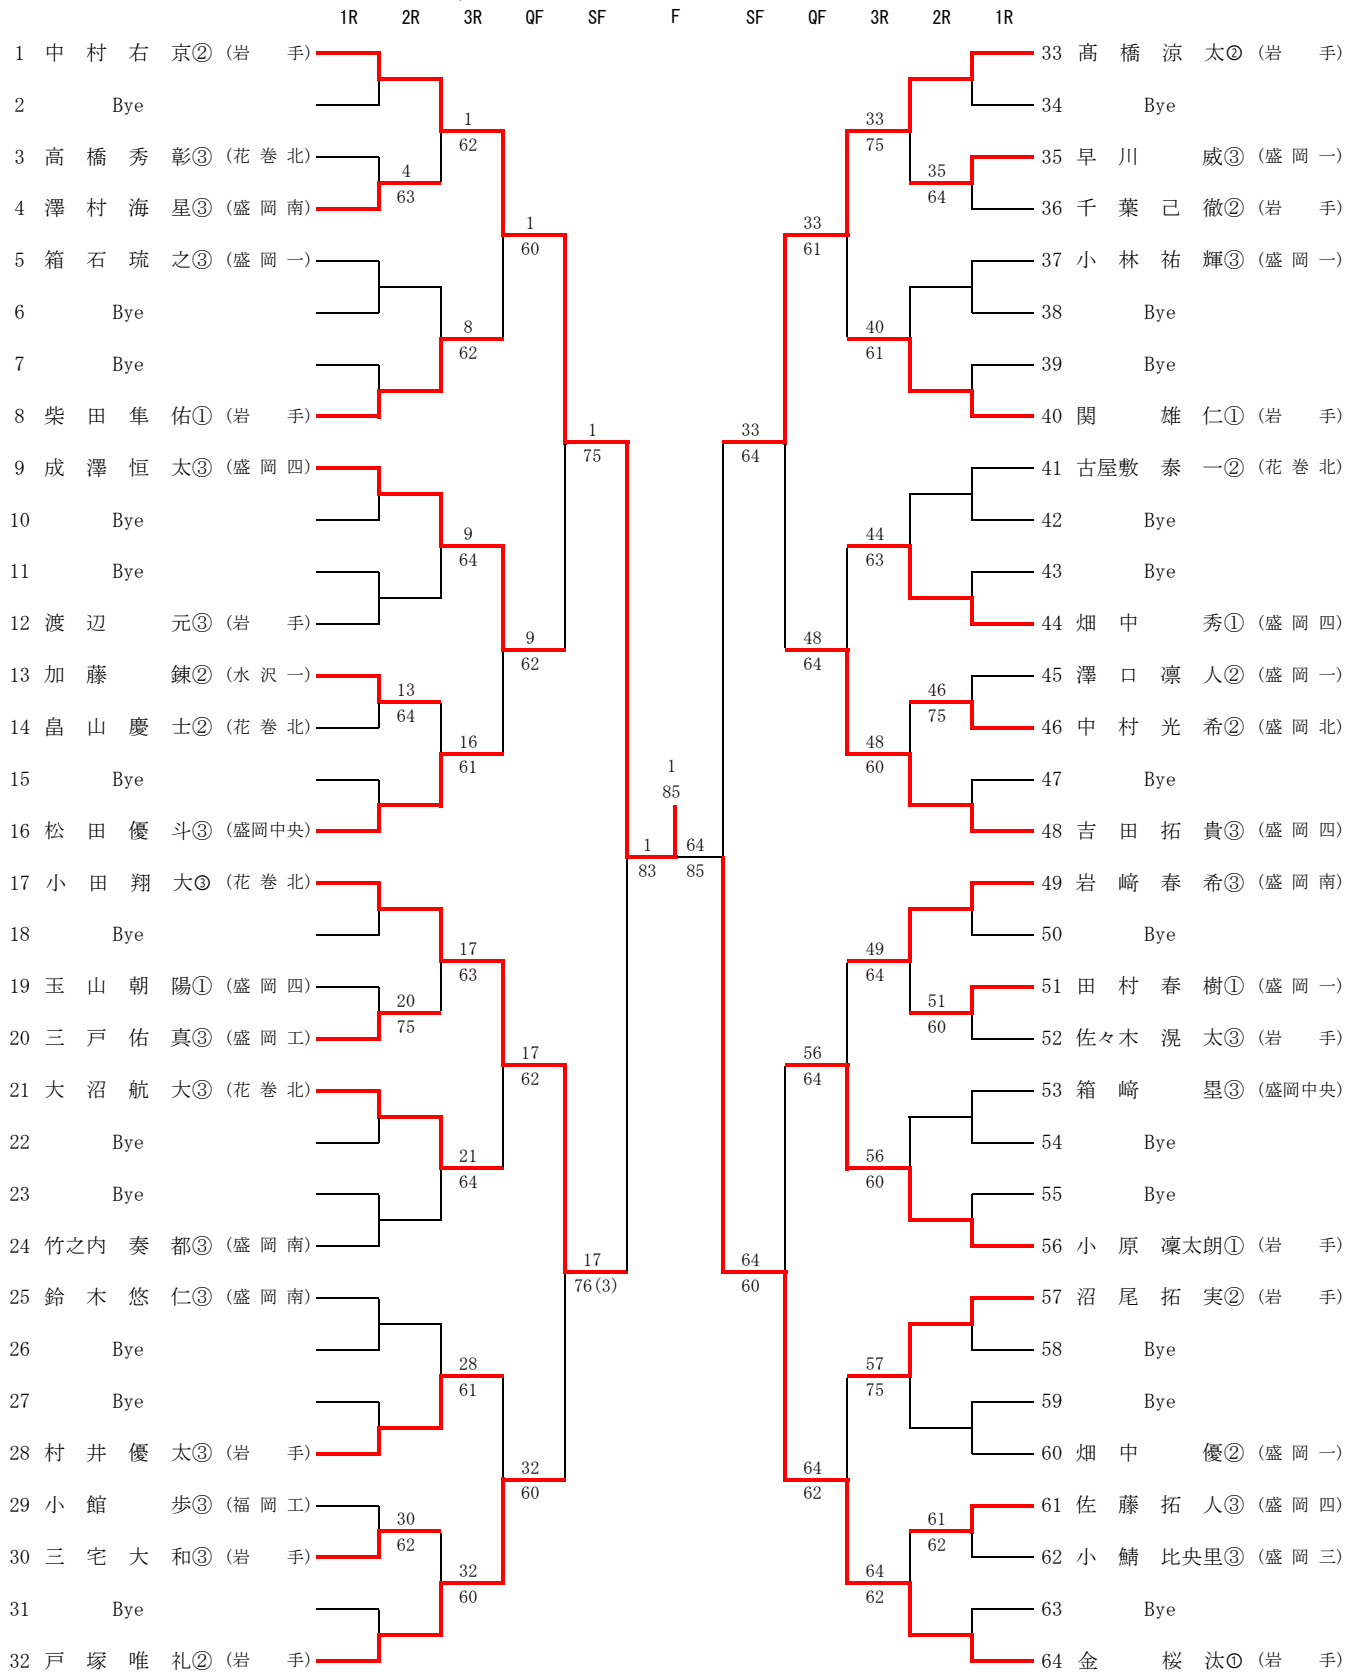 1R 2R 3R QF SF F SF QF 3R 2R 1R
1 中村右京② (岩手)
2 Bye
3 高橋秀彰③ (花巻北)
4 澤村海星③ (盛岡南)
5 箱石琉之③ (盛岡一)
6 Bye
7 Bye
8 柴田隼佑① (岩手)
9 成澤恒太③ (盛岡四)
10 Bye
11 Bye
12 渡辺元③ (岩手)
13 加藤錬② (水沢一)
14 畠山慶士② (花巻北)
15 Bye
16 松田優斗③ (盛岡中央)
17 小田翔大③ (花巻北)
18 Bye
19 玉山朝陽① (盛岡四)
20 三戸佑真③ (盛岡工)
21 大沼航大③ (花巻北)
22 Bye
23 Bye
24 竹之内奏都③ (盛岡南)
25 鈴木悠仁③ (盛岡南)
26 Bye
27 Bye
28 村井優太③ (岩手)
29 小館歩③ (福岡工)
30 三宅大和③ (岩手)
31 Bye
32 戸塚唯礼② (岩手)
4
63
13
64
20
75
30
62
1
62
8
62
9
64
16
61
17
63
21
64
28
61
32
60
1
60
9
62
17
62
32
60
1
75
17
76(3)
1
83
1
85
64
85
33
64
64
60
33
61
48
64
56
64
64
62
33
75
40
61
44
63
48
60
49
64
56
60
57
75
64
62
35
64
46
75
51
60
61
62
33 髙橋涼太② (岩手)
34 Bye
35 早川威③ (盛岡一)
36 千葉己徹② (岩手)
37 小林祐輝③ (盛岡一)
38 Bye
39 Bye
40 関雄仁① (岩手)
41 古屋敷泰一② (花巻北)
42 Bye
43 Bye
44 畑中秀① (盛岡四)
45 澤口凛人② (盛岡一)
46 中村光希② (盛岡北)
47 Bye
48 吉田拓貴③ (盛岡四)
49 岩﨑春希③ (盛岡南)
50 Bye
51 田村春樹① (盛岡一)
52 佐々木滉太③ (岩手)
53 箱﨑塁③ (盛岡中央)
54 Bye
55 Bye
56 小原凜太朗① (岩手)
57 沼尾拓実② (岩手)
58 Bye
59 Bye
60 畑中優② (盛岡一)
61 佐藤拓人③ (盛岡四)
62 小鯖比央里③ (盛岡三)
63 Bye
64 金桜汰① (岩手)